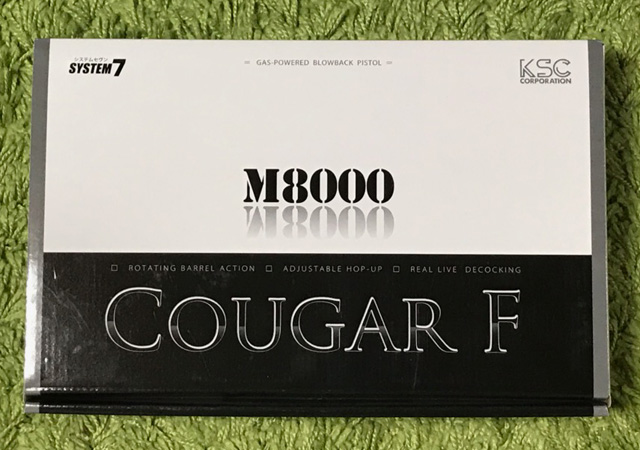 システムセヴン
SYSTEM7
GAS-POWERED BLOWBACK PISTOL
KSC
CORPORATION
M8000
□ ROTATING BARREL ACTION □ ADJUSTABLE HOP-UP □ REAL LIVE DECOCKING
COUGAR F